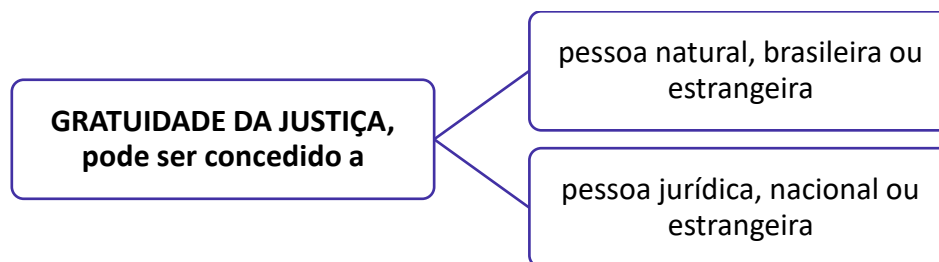 GRATUIDADE DA JUSTIÇA,
pode ser concedido a
pessoa natural, brasileira ou
estrangeira
pessoa jurídica, nacional ou
estrangeira